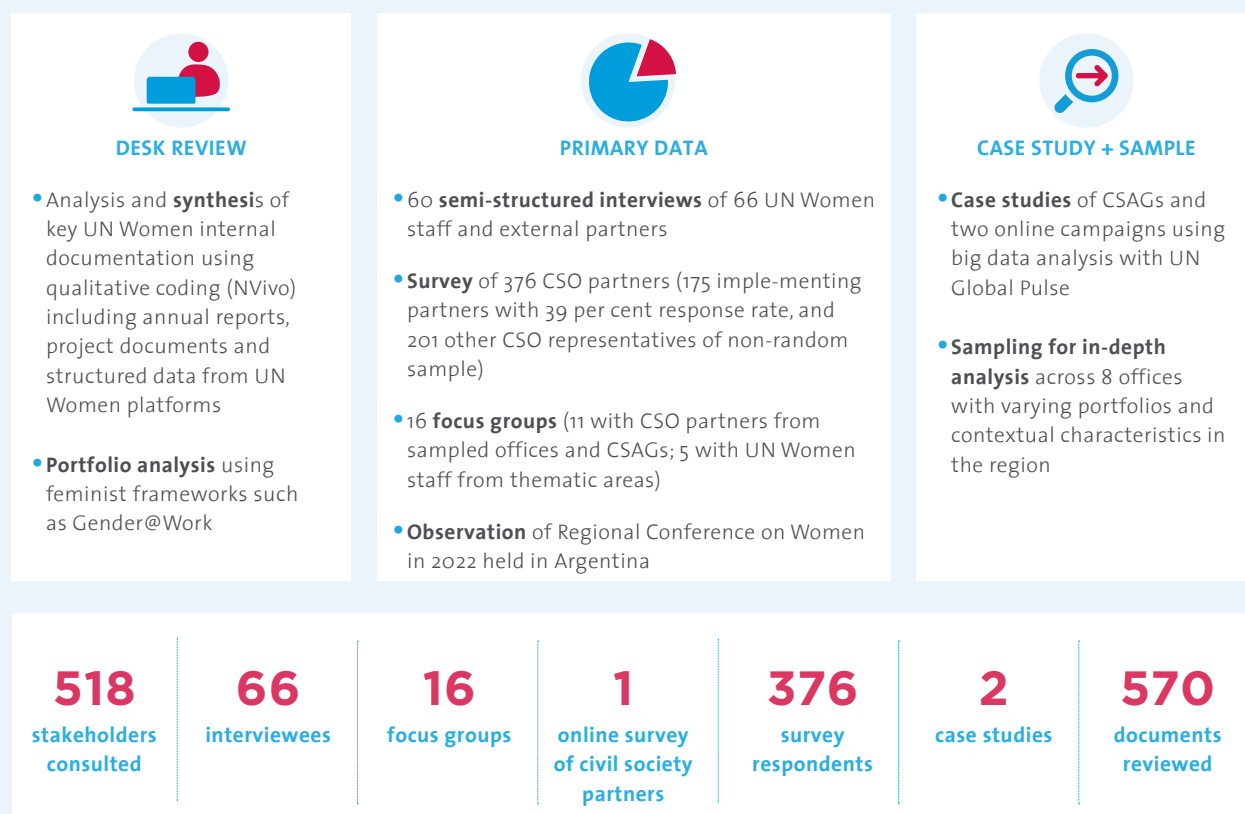 DESK REVIEW
•Analysis and synthesis of
key UN Women internal
documentation using
qualitative coding (NVivo)
including annual reports,
project documents and
structured data from UN
Women platforms
•Portfolio analysis using
feminist frameworks such
as Gender@Work
PRIMARY DATA
•60 semi-structured interviews of 66 UN Women
staff and external partners
•Survey of 376 CSO partners (175 imple-menting
partners with 39 per cent response rate, and
201 other CSO representatives of non-random
sample)
•16 focus groups (11 with CSO partners from
sampled offices and CSAGs; 5 with UN Women
staff from thematic areas)
•Observation of Regional Conference on Women
in 2022 held in Argentina
CASE STUDY + SAMPLE
•Case studies of CSAGs and
two online campaigns using
big data analysis with UN
Global Pulse
•Sampling for in-depth
analysis across 8 offices
with varying portfolios and
contextual characteristics in
the region
518
stakeholders
consulted
66
interviewees
16
focus groups
1
online survey
of civil society
partners
376
survey
respondents
2
case studies
570
documents
reviewed